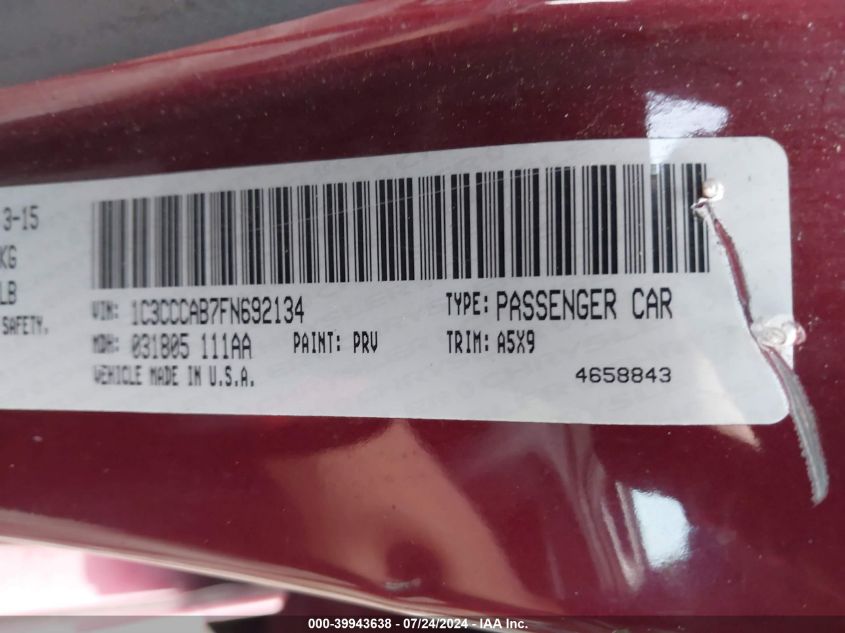 3-15
KG
LB
SAFETY.
VIN: 1C3CCCAB7FN692134 TYPE: PASSENGER CAR
MDH: 031805 111AA PAINT: PRV TRIM: A5X9
VEHICLE MADE IN U.S.A. 4658843
000-39943638 - 07/24/2024 - IAA Inc.